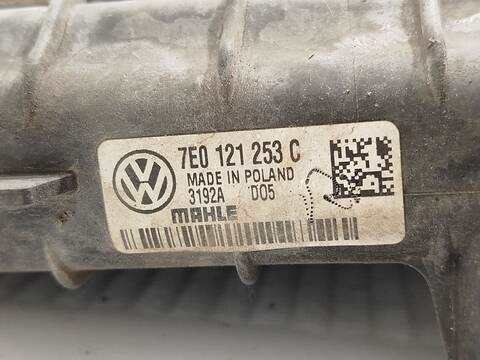 7E0 121 253 C
MADE IN POLAND
3192A D05
MAHLE